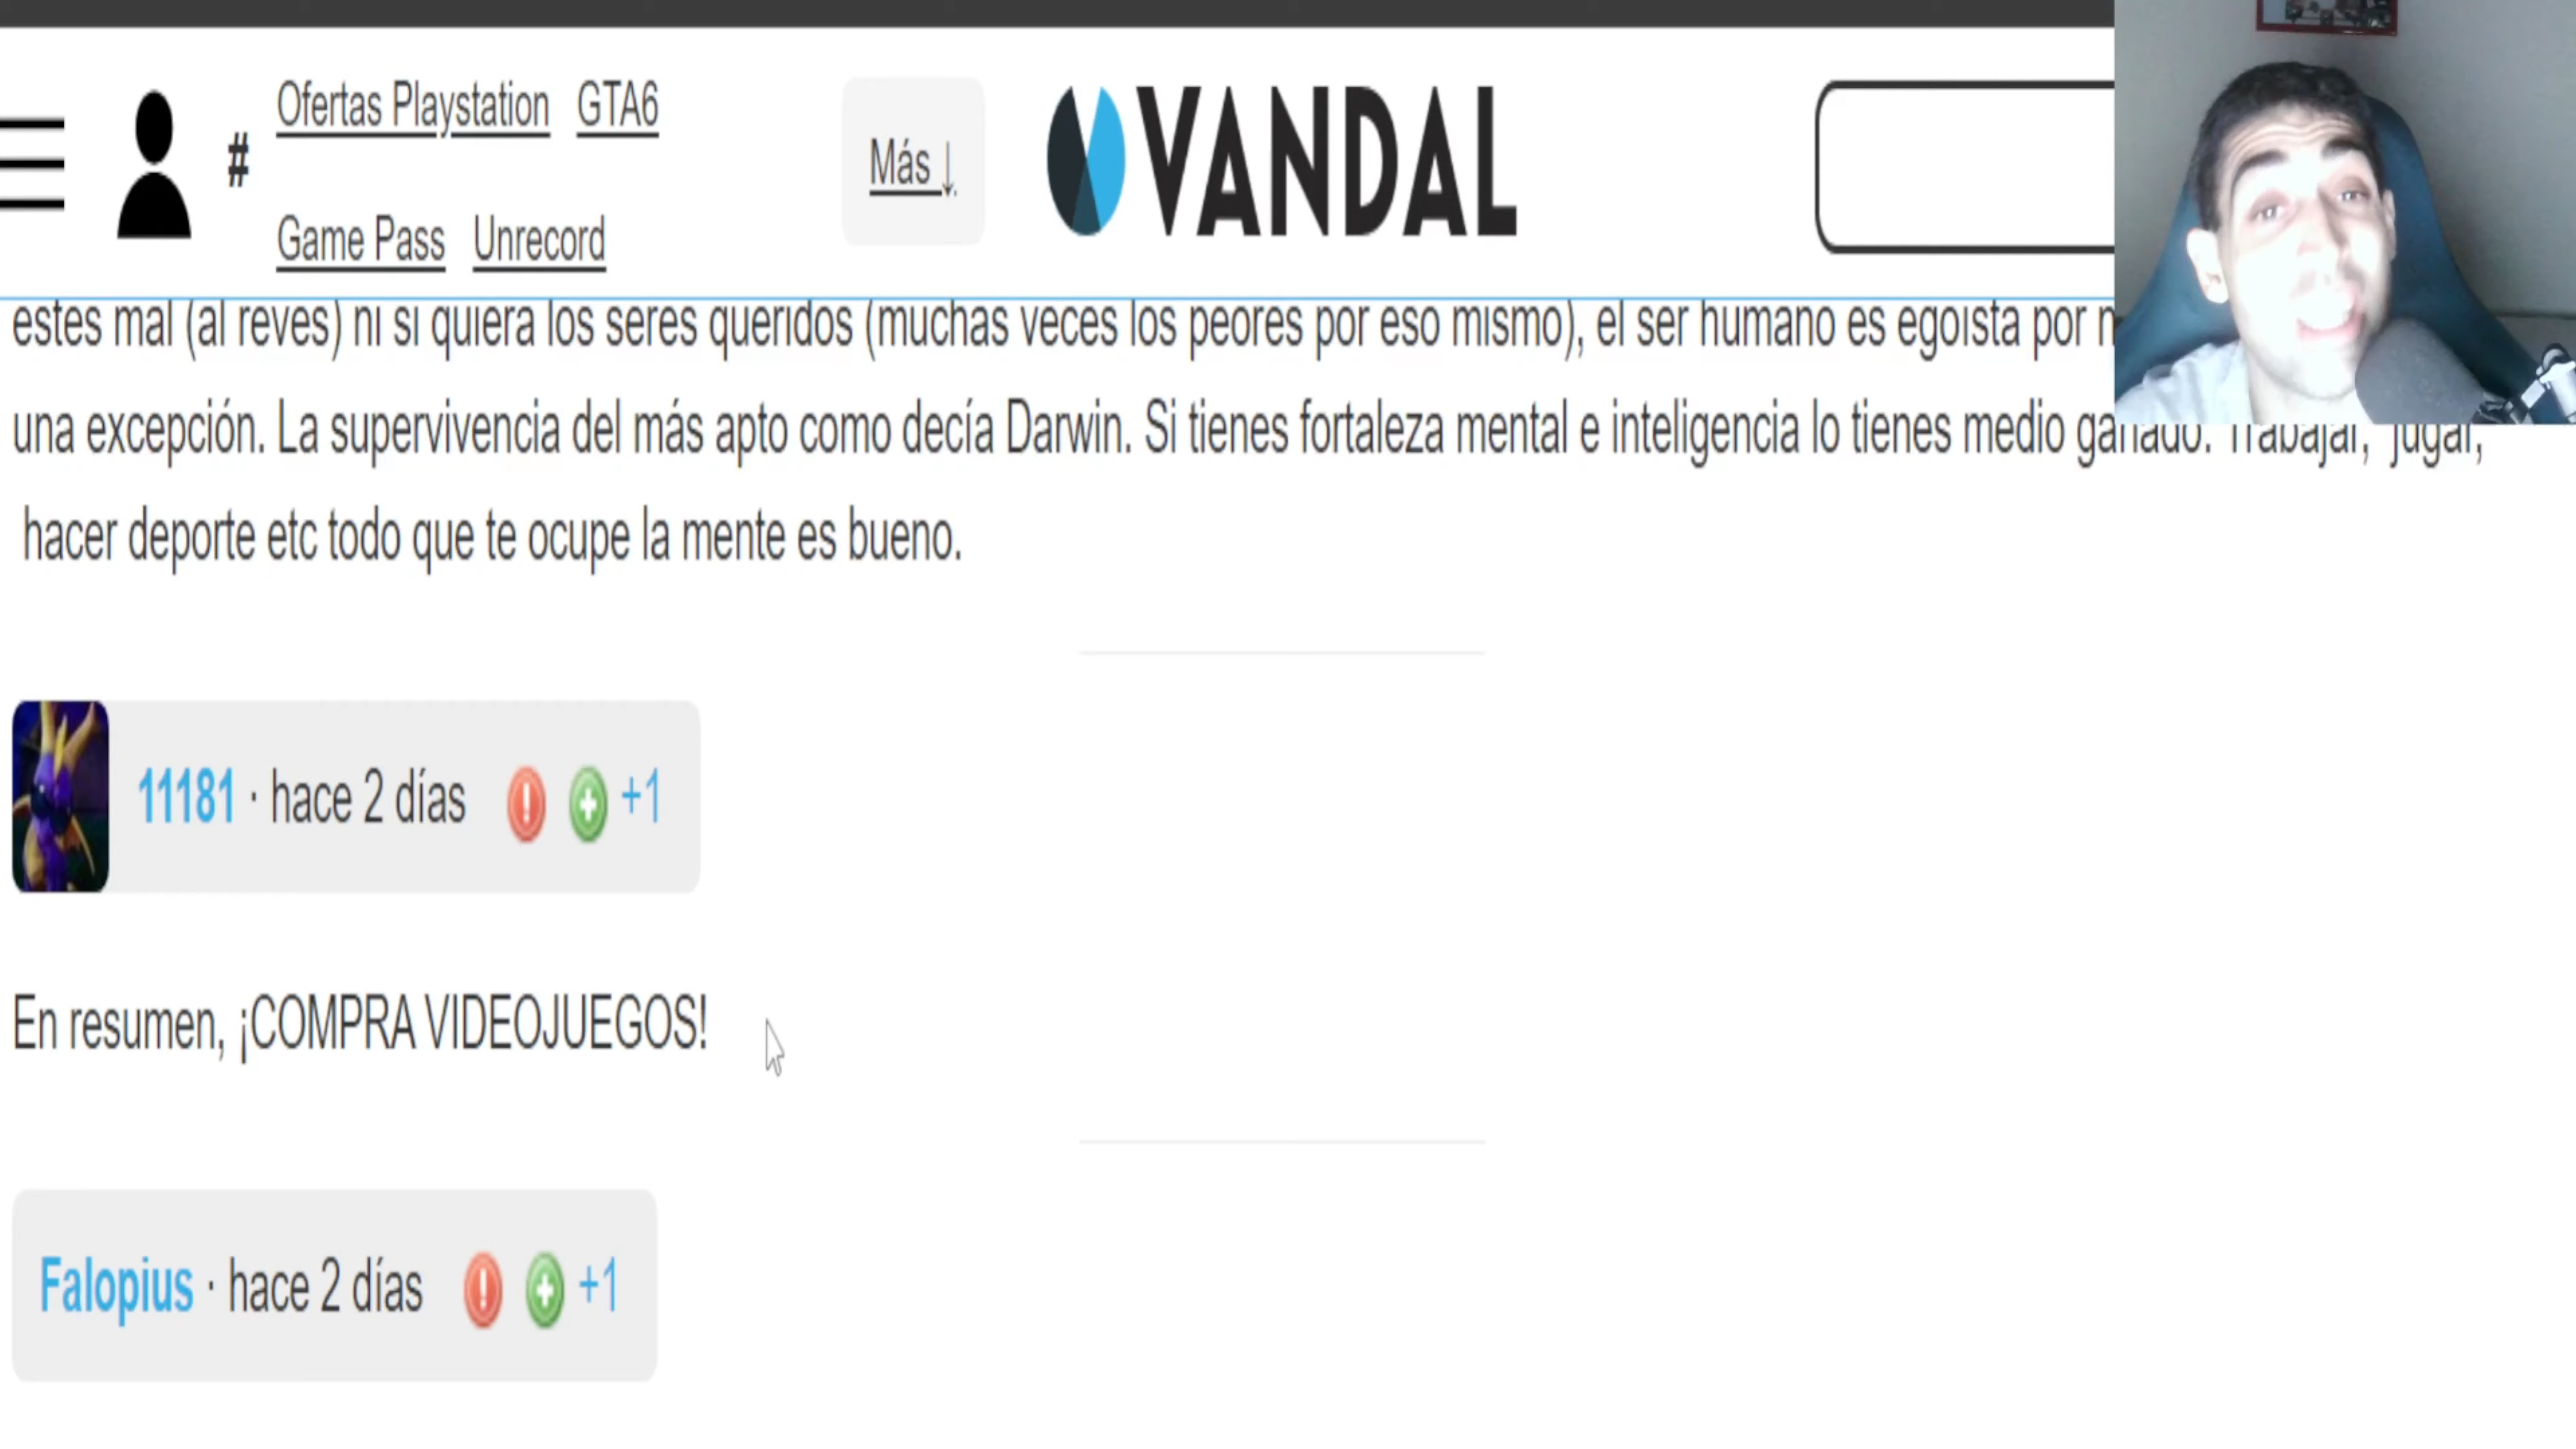 Ofertas Playstation GTA6
#
Más ↓
VANDAL
Game Pass Unrecord
estes mal (al reves) ni si quiera los seres queridos (muchas veces los peores por eso mismo), el ser humano es egoista por
una excepción. La supervivencia del más apto como decía Darwin. Si tienes fortaleza mental e inteligencia lo tienes medio ganado. Trabajar, jugar,
hacer deporte etc todo que te ocupe la mente es bueno.
11181 · hace 2 días ! + +1
En resumen, ¡COMPRA VIDEOJUEGOS!
Falopius · hace 2 días ! + +1